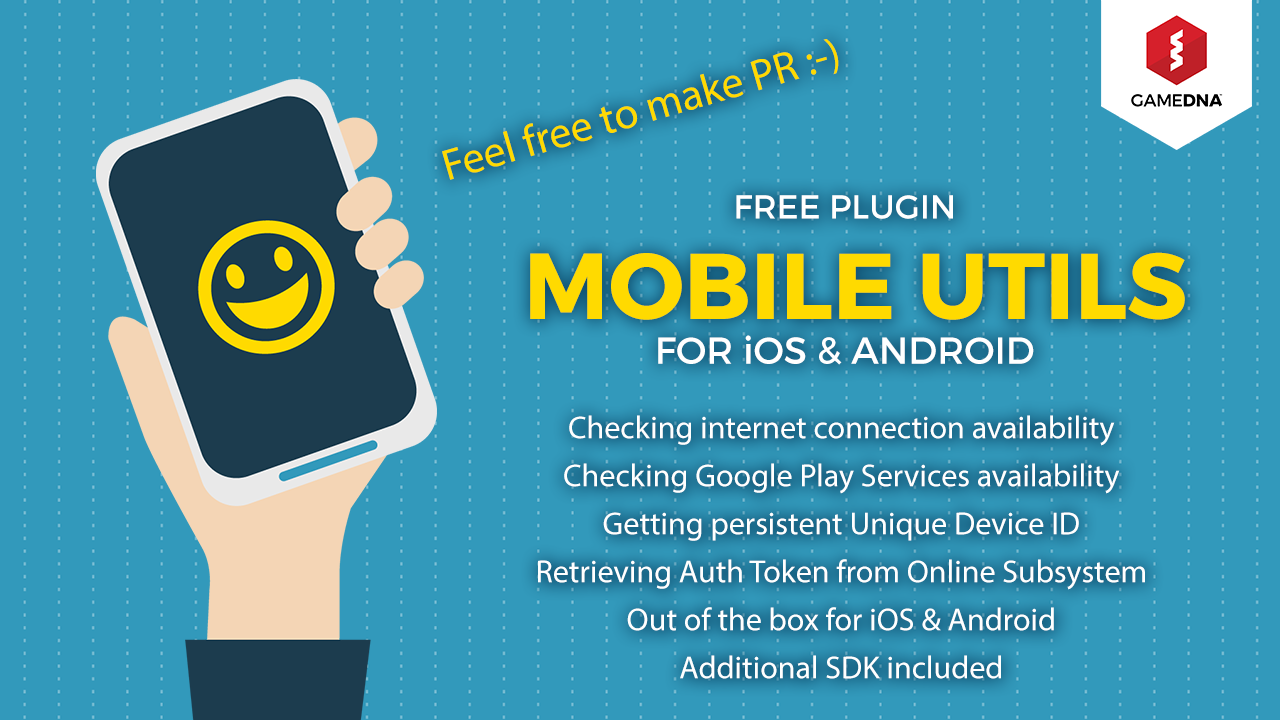 Feel free to make PR :-)
GAMEDNA™
FREE PLUGIN
MOBILE UTILS
FOR iOS & ANDROID
Checking internet connection availability
Checking Google Play Services availability
Getting persistent Unique Device ID
Retrieving Auth Token from Online Subsystem
Out of the box for iOS & Android
Additional SDK included